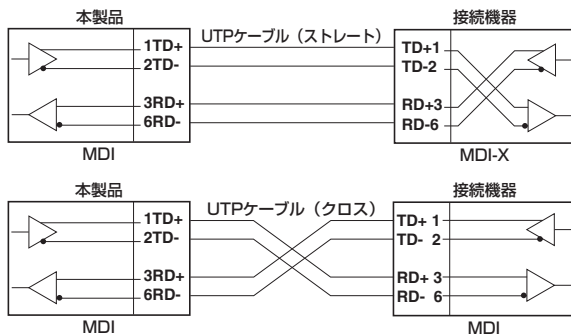 本製品
UTPケーブル（ストレート）
接続機器
1TD+
2TD-
3RD+
6RD-
TD+1
TD-2
RD+3
RD-6
MDI
MDI-X
本製品
UTPケーブル（クロス）
接続機器
1TD+
2TD-
3RD+
6RD-
TD+ 1
TD- 2
RD+ 3
RD- 6
MDI
MDI